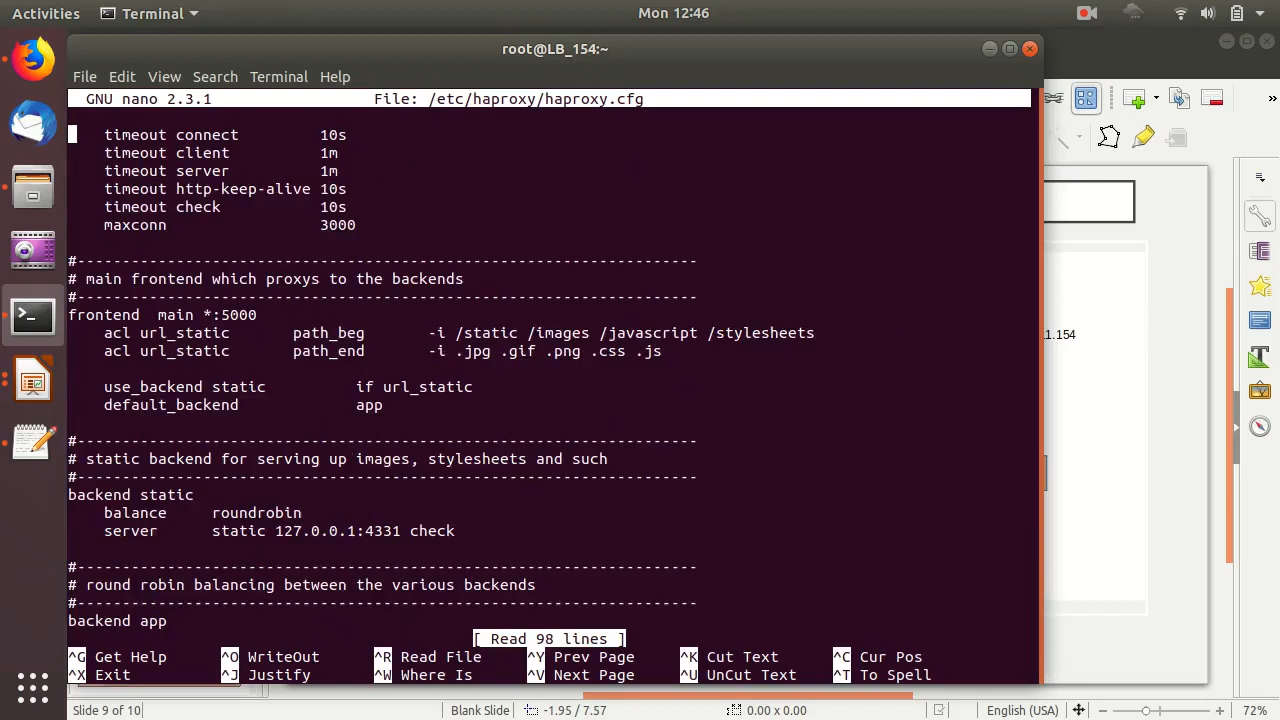 Activities Terminal Mon 12:46
root@LB_154:~
File Edit View Search Terminal Help
GNU nano 2.3.1 File: /etc/haproxy/haproxy.cfg
timeout connect 10s
timeout client 1m
timeout server 1m
timeout http-keep-alive 10s
timeout check 10s
maxconn 3000
#---------------------------------------------------------------------
# main frontend which proxys to the backends
#---------------------------------------------------------------------
frontend main *:5000
acl url_static path_beg -i /static /images /javascript /stylesheets
acl url_static path_end -i .jpg .gif .png .css .js
use_backend static if url_static
default_backend app
#---------------------------------------------------------------------
# static backend for serving up images, stylesheets and such
#---------------------------------------------------------------------
backend static
balance roundrobin
server static 127.0.0.1:4331 check
#---------------------------------------------------------------------
# round robin balancing between the various backends
#---------------------------------------------------------------------
backend app
[ Read 98 lines ]
^G Get Help ^O WriteOut ^R Read File ^Y Prev Page ^K Cut Text ^C Cur Pos
^X Exit ^J Justify ^W Where Is ^V Next Page ^U UnCut Text ^T To Spell
1.154
Slide 9 of 10 Blank Slide -1.95 / 7.57 0.00 x 0.00 English (USA) 72%